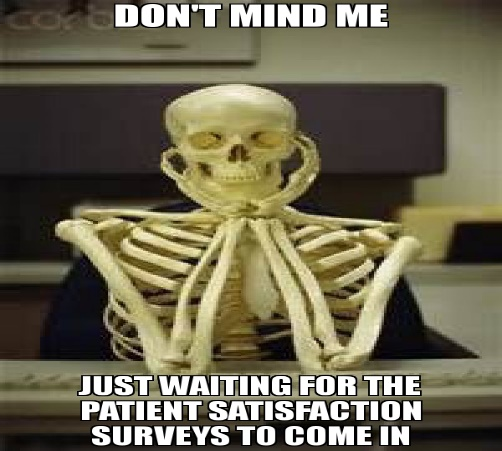 DON'T MIND ME
JUST WAITING FOR THE
PATIENT SATISFACTION
SURVEYS TO COME IN